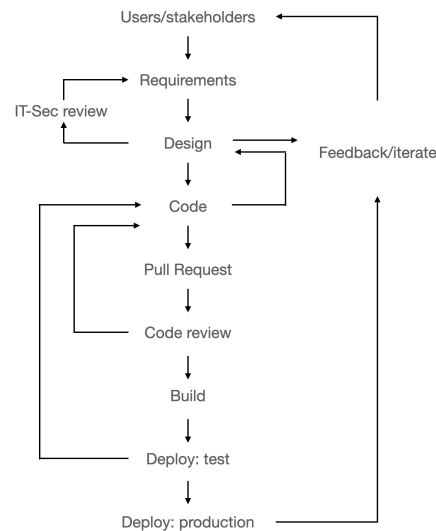 Users/stakeholders
Requirements
IT-Sec review
Design
Feedback/iterate
Code
Pull Request
Code review
Build
Deploy: test
Deploy: production